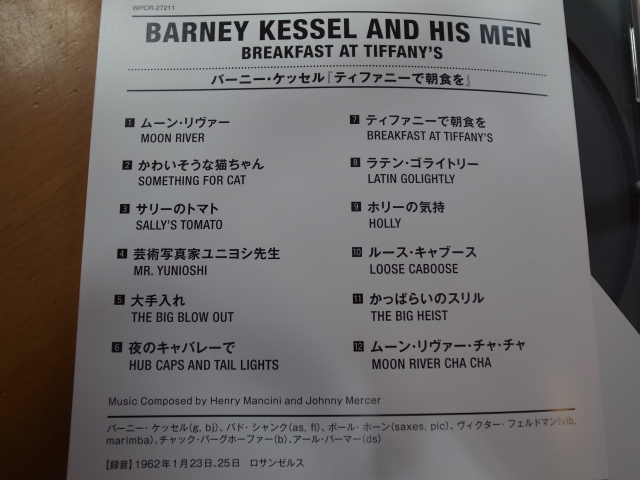 WPCR-27211
BARNEY KESSEL AND HIS MEN
BREAKFAST AT TIFFANY'S
バーニー・ケッセル『ティファニーで朝食を』
1 ムーン・リヴァー
MOON RIVER
2 かわいそうな猫ちゃん
SOMETHING FOR CAT
3 サリーのトマト
SALLY'S TOMATO
4 芸術写真家ユニヨシ先生
MR. YUNIOSHI
5 大手入れ
THE BIG BLOW OUT
6 夜のキャバレーで
HUB CAPS AND TAIL LIGHTS
7 ティファニーで朝食を
BREAKFAST AT TIFFANY'S
8 ラテン・ゴライトリー
LATIN GOLIGHTLY
9 ホリーの気持
HOLLY
10 ルース・キャブース
LOOSE CABOOSE
11 かっぱらいのスリル
THE BIG HEIST
12 ムーン・リヴァー・チャ・チャ
MOON RIVER CHA CHA
Music Composed by Henry Mancini and Johnny Mercer
バーニー・ケッセル(g, bj)、バド・シャンク(as, fl)、ポール・ホーン(saxes, pic)、ヴィクター・フェルドマン(vib,
marimba)、チャック・バーグホーファー(b)、アール・パーマー(ds)
【録音】1962年1月23日、25日 ロサンゼルス